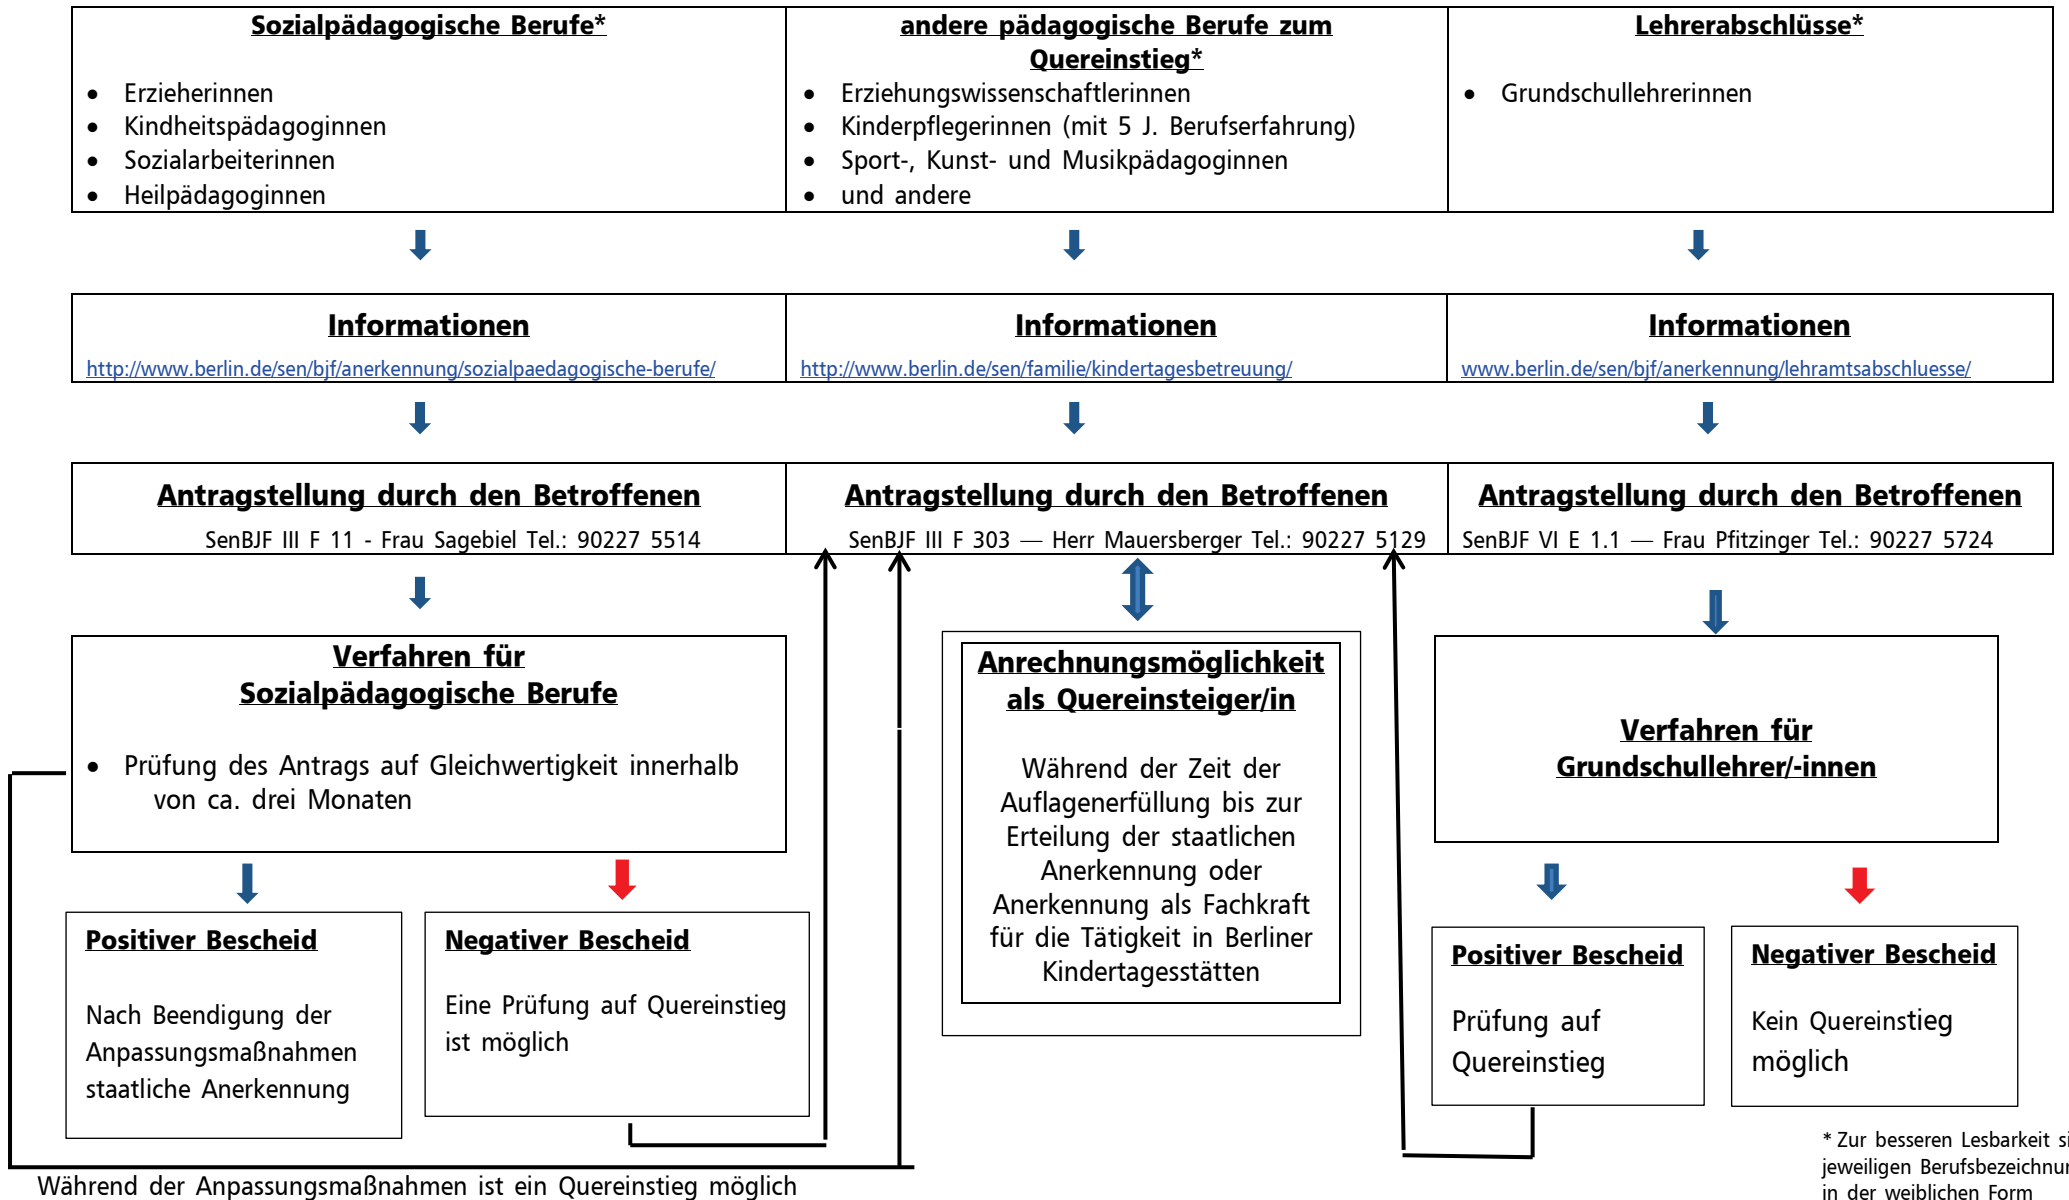 Sozialpädagogische Berufe*
• Erzieherinnen
• Kindheitspädagoginnen
• Sozialarbeiterinnen
• Heilpädagoginnen
andere pädagogische Berufe zum
Quereinstieg*
• Erziehungswissenschaftlerinnen
• Kinderpflegerinnen (mit 5 J. Berufserfahrung)
• Sport-, Kunst- und Musikpädagoginnen
• und andere
Lehrerabschlüsse*
• Grundschullehrerinnen
Informationen
http://www.berlin.de/sen/bjf/anerkennung/sozialpaedagogische-berufe/
Informationen
http://www.berlin.de/sen/familie/kindertagesbetreuung/
Informationen
www.berlin.de/sen/bjf/anerkennung/lehramtsabschluesse/
Antragstellung durch den Betroffenen
SenBJF III F 11 - Frau Sagebiel Tel.: 90227 5514
Antragstellung durch den Betroffenen
SenBJF III F 303 — Herr Mauersberger Tel.: 90227 5129
Antragstellung durch den Betroffenen
SenBJF VI E 1.1 — Frau Pfitzinger Tel.: 90227 5724
Verfahren für
Sozialpädagogische Berufe
• Prüfung des Antrags auf Gleichwertigkeit innerhalb
von ca. drei Monaten
Anrechnungsmöglichkeit
als Quereinsteiger/in
Während der Zeit der
Auflagenerfüllung bis zur
Erteilung der staatlichen
Anerkennung oder
Anerkennung als Fachkraft
für die Tätigkeit in Berliner
Kindertagesstätten
Verfahren für
Grundschullehrer/-innen
Positiver Bescheid
Nach Beendigung der
Anpassungsmaßnahmen
staatliche Anerkennung
Negativer Bescheid
Eine Prüfung auf Quereinstieg
ist möglich
Positiver Bescheid
Prüfung auf
Quereinstieg
Negativer Bescheid
Kein Quereinstieg
möglich
Während der Anpassungsmaßnahmen ist ein Quereinstieg möglich
* Zur besseren Lesbarkeit
jeweiligen
in der weiblichen Form